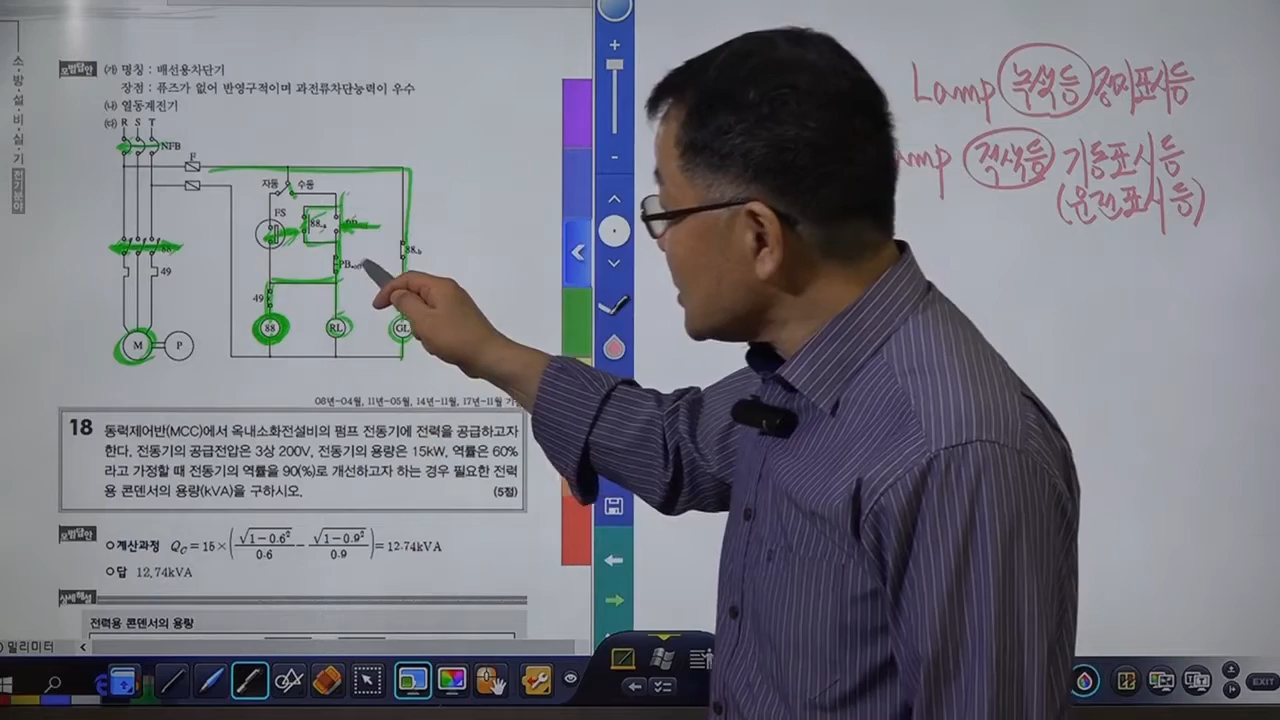 소·방·설·비·실·기 전기분야
모범답안 (가) 명칭 : 배선용차단기
장점 : 퓨즈가 없어 반영구적이며 과전류차단능력이 우수
(나) 열동계전기
(다) R S T
NFB
F
자동 수동
FS
88
49
49
88
RL
GL
M
P
08년-04월, 11년-05월, 14년-11월, 17년-11월
18 동력제어반(MCC)에서 옥내소화전설비의 펌프 전동기에 전력을 공급하고자
한다. 전동기의 공급전압은 3상 200V, 전동기의 용량은 15kW, 역률은 60%
라고 가정할 때 전동기의 역률을 90(%)로 개선하고자 하는 경우 필요한 전력
용 콘덴서의 용량(kVA)을 구하시오. (5점)
모범답안
○계산과정 Q_C = 15 × (√(1-0.6²)/0.6 - √(1-0.9²)/0.9) = 12.74kVA
○답 12.74kVA
상세해설
전력용 콘덴서의 용량
밀리미터
Lamp 녹색등 정지표시등
적색등 기동표시등
(운전표시등)
EXIT